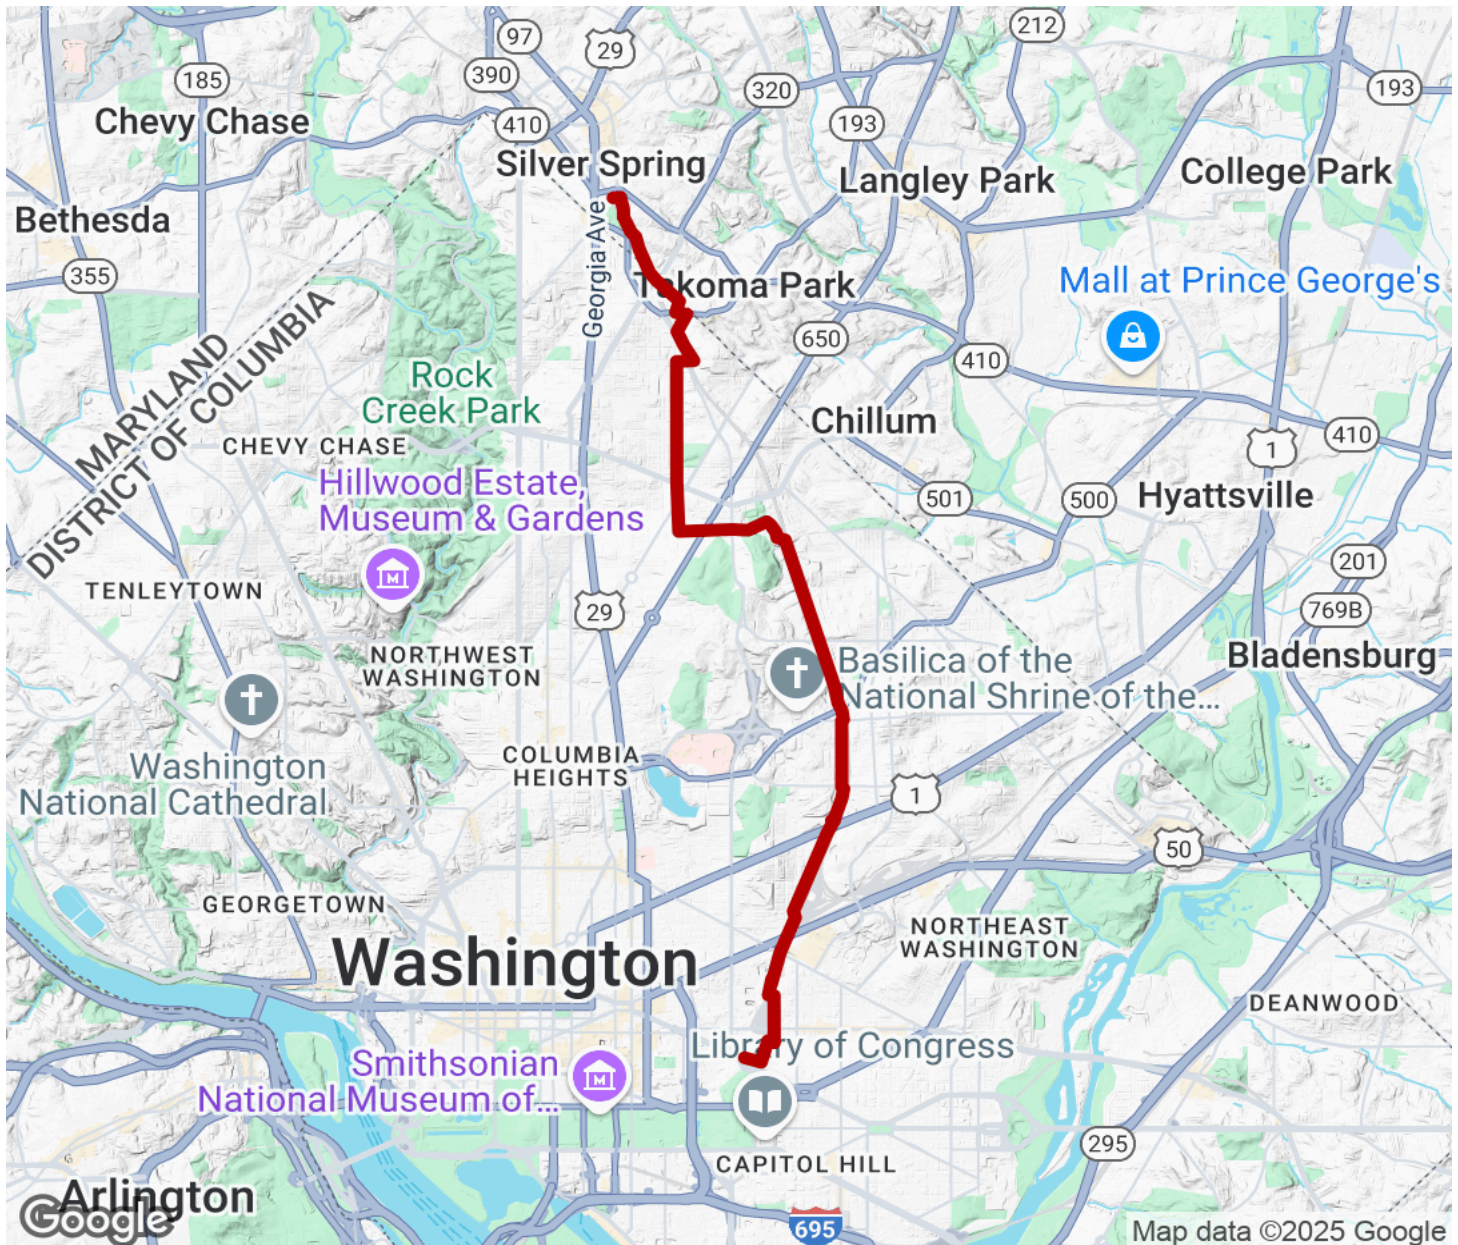 97
29
212
390
185
320
193
Chevy Chase
410
193
Silver Spring
College Park
Langley Park
Bethesda
Georgia Ave
355
Takoma Park
Mall at Prince George's
650
MARYLAND
DISTRICT OF COLUMBIA
410
Rock
Creek Park
Chillum
410
1
CHEVY CHASE
Hillwood Estate,
Museum & Gardens
501
500
Hyattsville
201
TENLEYTOWN
29
769B
NORTHWEST
WASHINGTON
Basilica of the
National Shrine of the...
Bladensburg
COLUMBIA
HEIGHTS
Washington
National Cathedral
1
50
GEORGETOWN
NORTHEAST
WASHINGTON
Washington
DEANWOOD
Library of Congress
Smithsonian
National Museum of...
295
CAPITOL HILL
Arlington
Google
695
Map data ©2025 Google